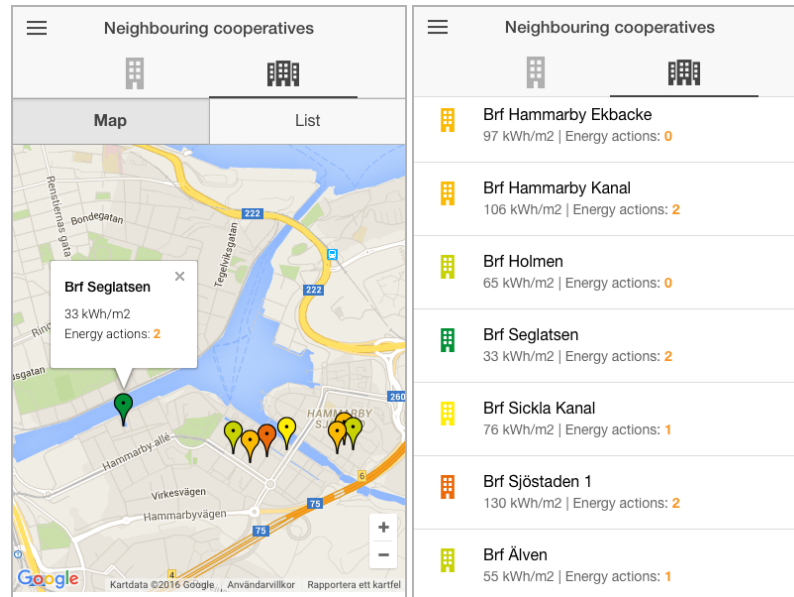 Neighbouring cooperatives
Map
List
Renstiernas gata
Bondegatan
222
Tegelviksgatan
Brf Seglatsen
×
33 kWh/m2
Energy actions: 2
222
260
HAMMARBY
Hammarby allé
6
Virkesvägen
75
Hammarbyvägen
75
4
+
−
Google
Kartdata ©2016 Google
Användarvillkor
Rapportera ett kartfel
Neighbouring cooperatives
Brf Hammarby Ekbacke
97 kWh/m2 | Energy actions: 0
Brf Hammarby Kanal
106 kWh/m2 | Energy actions: 2
Brf Holmen
65 kWh/m2 | Energy actions: 0
Brf Seglatsen
33 kWh/m2 | Energy actions: 2
Brf Sickla Kanal
76 kWh/m2 | Energy actions: 1
Brf Sjöstaden 1
130 kWh/m2 | Energy actions: 2
Brf Älven
55 kWh/m2 | Energy actions: 1